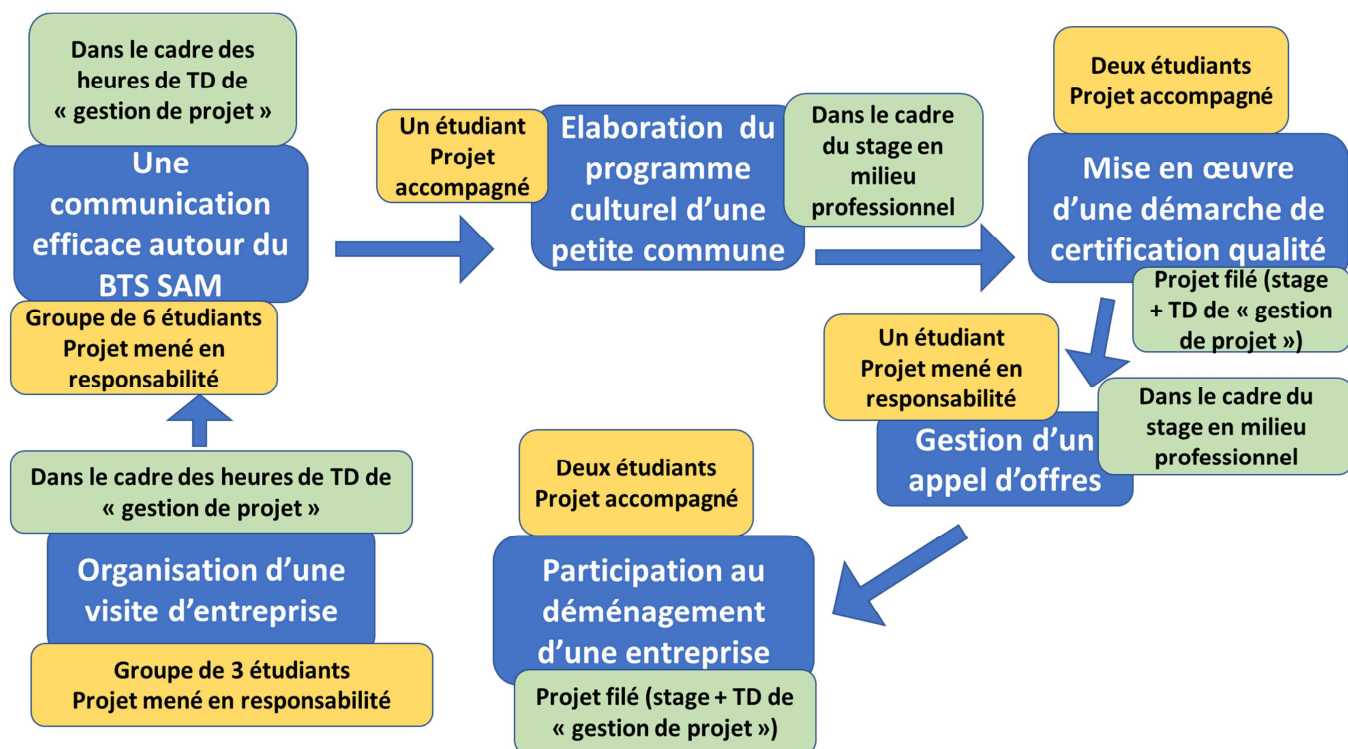 Dans le cadre des
heures de TD de
« gestion de projet »
Une
communication
efficace autour du
BTS SAM
Groupe de 6 étudiants
Projet mené en
responsabilité
Un étudiant
Projet
accompagné
Elaboration du
programme
culturel d’une
petite commune
Dans le cadre
du stage en
milieu
professionnel
Deux étudiants
Projet accompagné
Mise en œuvre
d’une démarche de
certification qualité
Projet filé (stage
+ TD de « gestion
de projet »)
Un étudiant
Projet mené en
responsabilité
Dans le cadre du
stage en milieu
professionnel
Gestion d’un
appel d’offres
Deux étudiants
Projet accompagné
Participation au
déménagement
d’une entreprise
Projet filé (stage + TD de
« gestion de projet »)
Dans le cadre des heures de TD de
« gestion de projet »
Organisation d’une
visite d’entreprise
Groupe de 3 étudiants
Projet mené en responsabilité